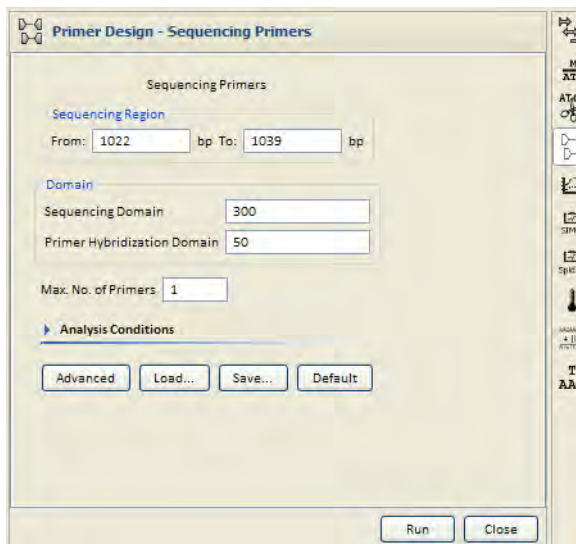 Primer Design - Sequencing Primers
Sequencing Primers
Sequencing Region
From: 1022 bp To: 1039 bp
Domain
Sequencing Domain 300
Primer Hybridization Domain 50
Max. No. of Primers 1
Analysis Conditions
Advanced Load... Save... Default
Run Close